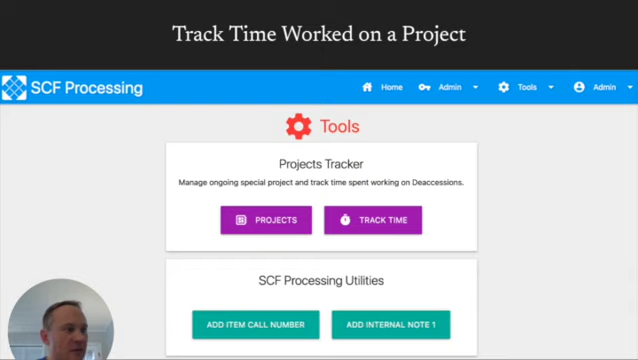 Track Time Worked on a Project
SCF Processing
Home
Admin
Tools
Admin
Tools
Projects Tracker
Manage ongoing special project and track time spent working on Deaccessions.
PROJECTS
TRACK TIME
SCF Processing Utilities
ADD ITEM CALL NUMBER
ADD INTERNAL NOTE 1